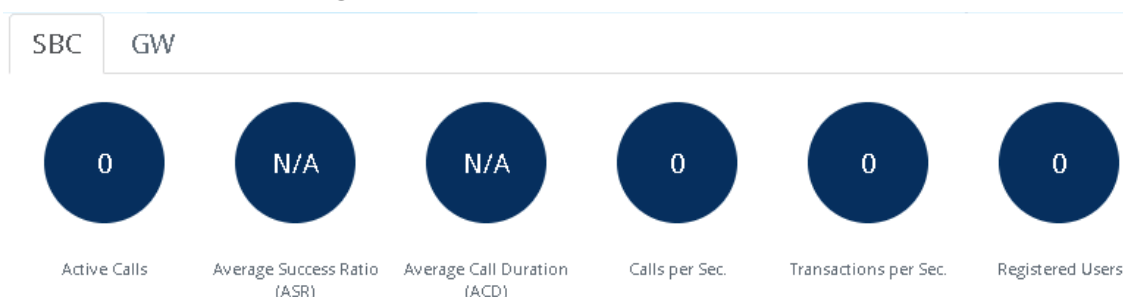 SBC GW
0 N/A N/A 0 0 0
Active Calls Average Success Ratio Average Call Duration Calls per Sec. Transactions per Sec. Registered Users
(ASR) (ACD)